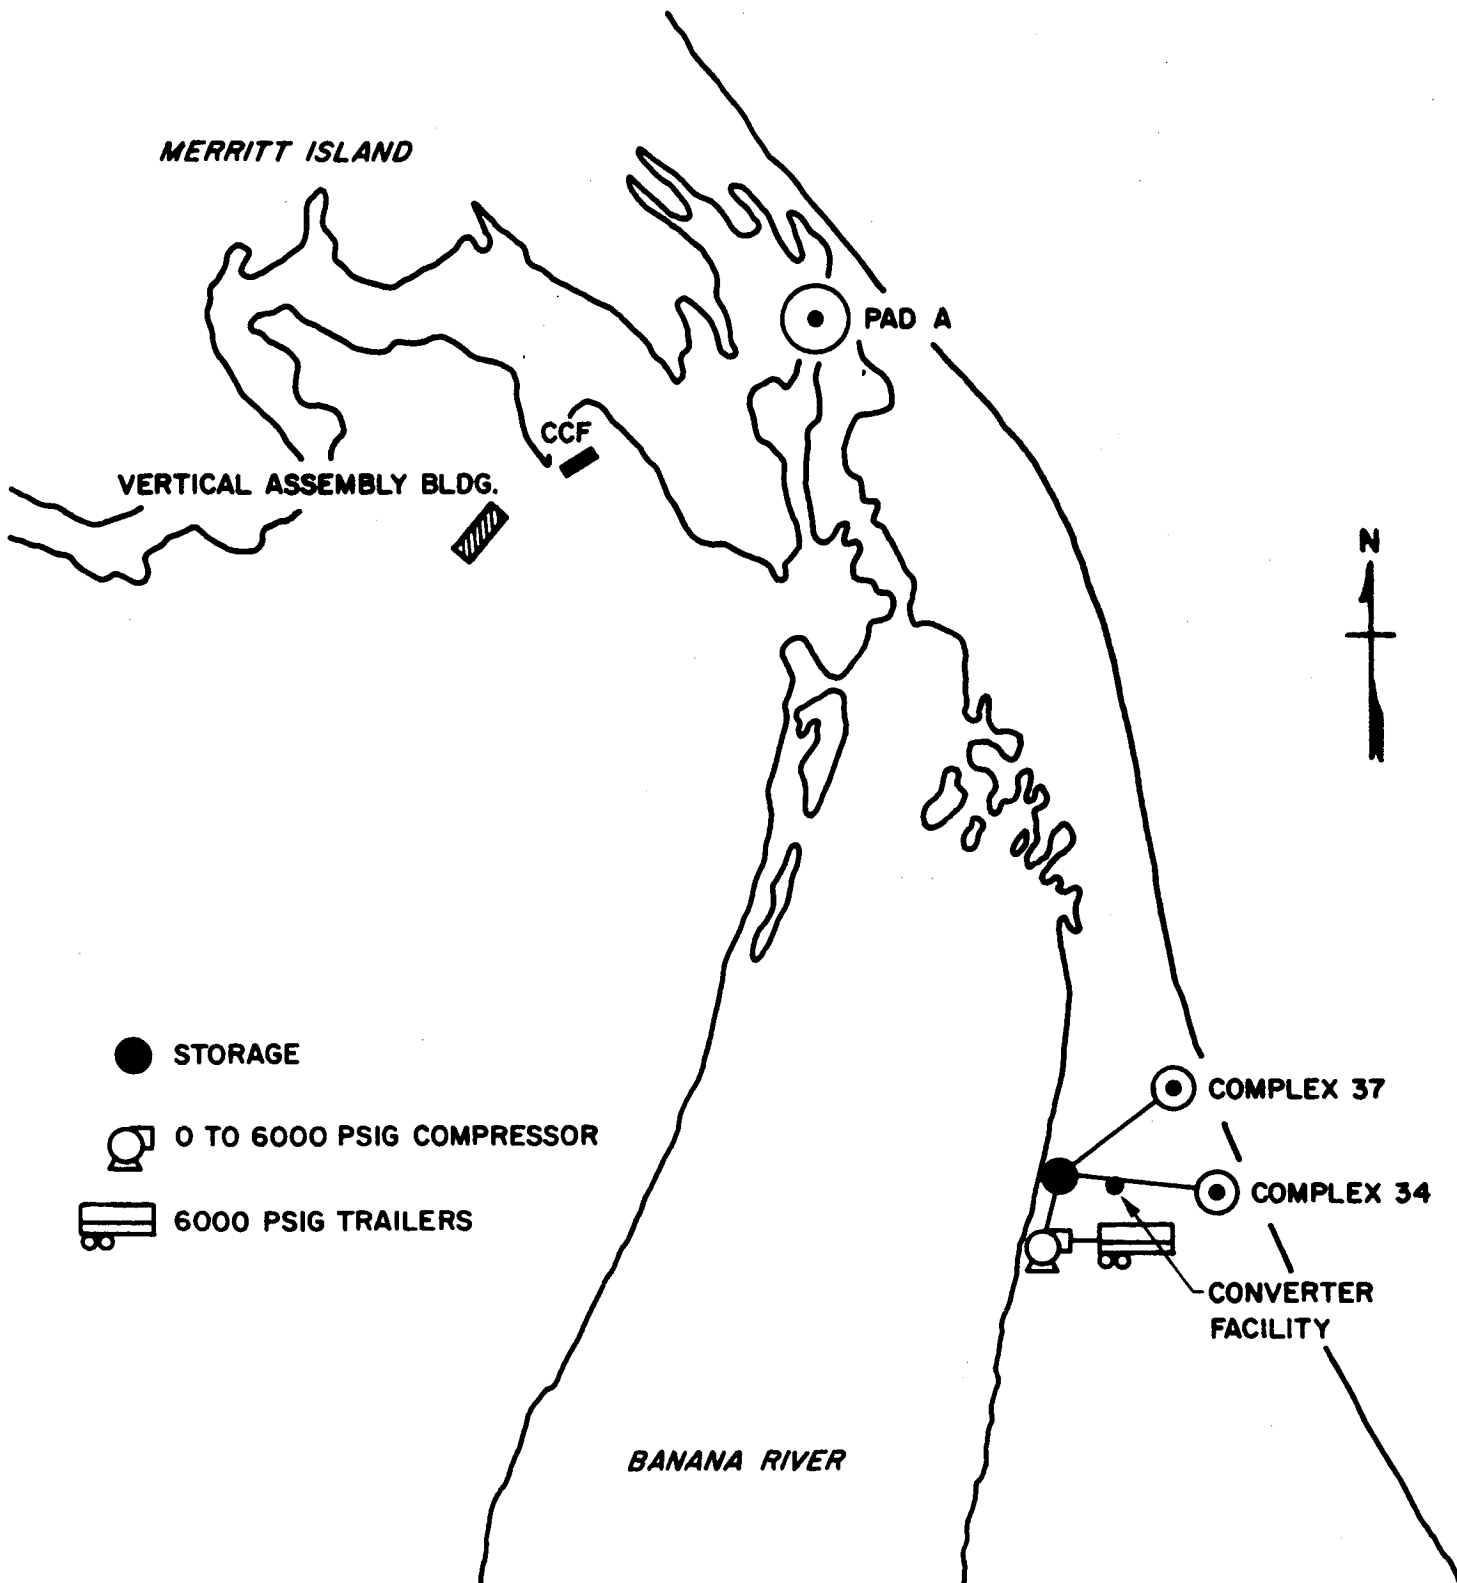 MERRITT ISLAND
PAD A
CCF
VERTICAL ASSEMBLY BLDG.
N
STORAGE
0 TO 6000 PSIG COMPRESSOR
6000 PSIG TRAILERS
COMPLEX 37
COMPLEX 34
CONVERTER
FACILITY
BANANA RIVER